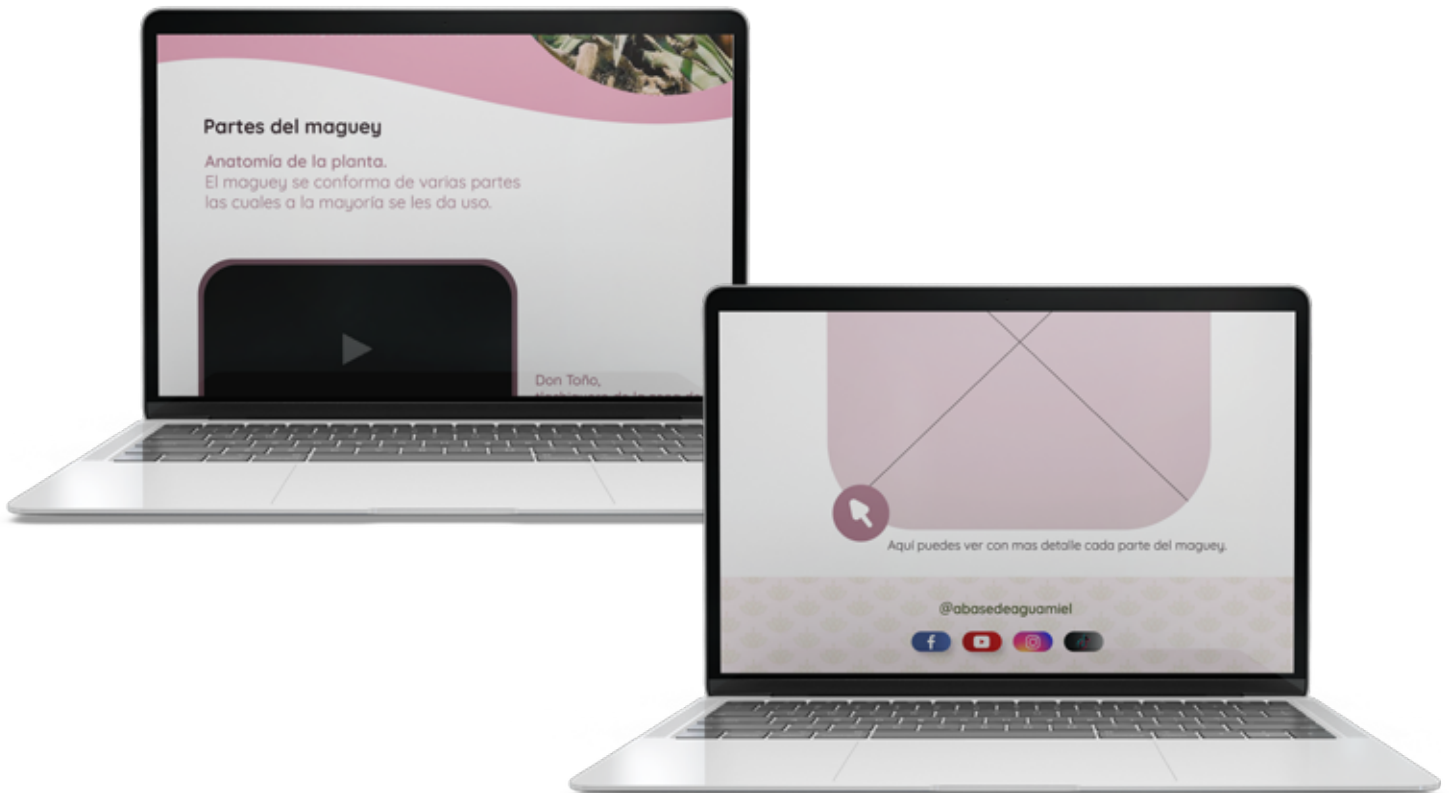 Partes del maguey
Anatomía de la planta.
El maguey se conforma de varias partes
las cuales a la mayoría se les da uso.
Don Toño,
Aquí puedes ver con mas detalle cada parte del maguey.
@abasedeaguamiel